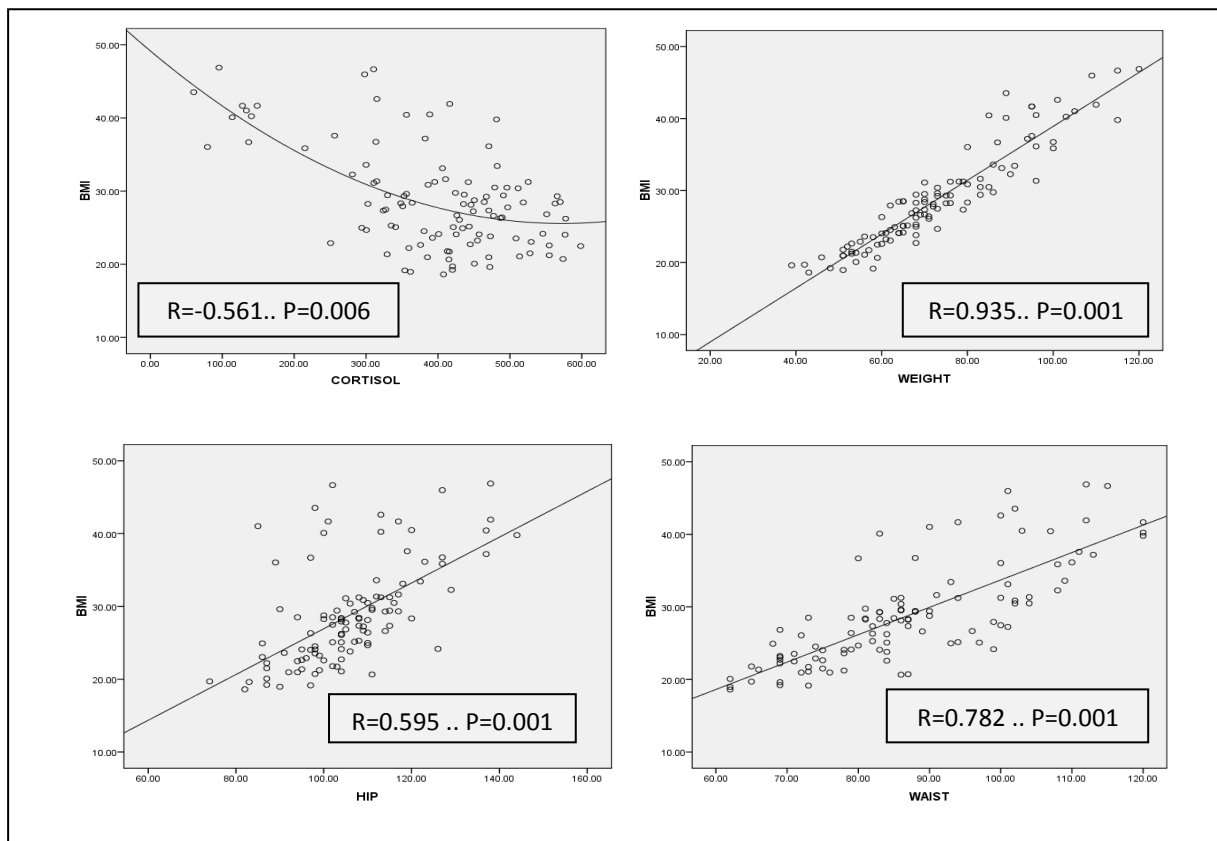 50.00
40.00
BMI
30.00
20.00
10.00
R=-0.561.. P=0.006
0.00 100.00 200.00 300.00 400.00 500.00 600.00
CORTISOL
50.00
40.00
BMI
30.00
20.00
10.00
R=0.935.. P=0.001
20.00 40.00 60.00 80.00 100.00 120.00
WEIGHT
50.00
40.00
BMI
30.00
20.00
10.00
R=0.595 .. P=0.001
60.00 80.00 100.00 120.00 140.00 160.00
HIP
50.00
40.00
BMI
30.00
20.00
10.00
R=0.782 .. P=0.001
60.00 70.00 80.00 90.00 100.00 110.00 120.00
WAIST